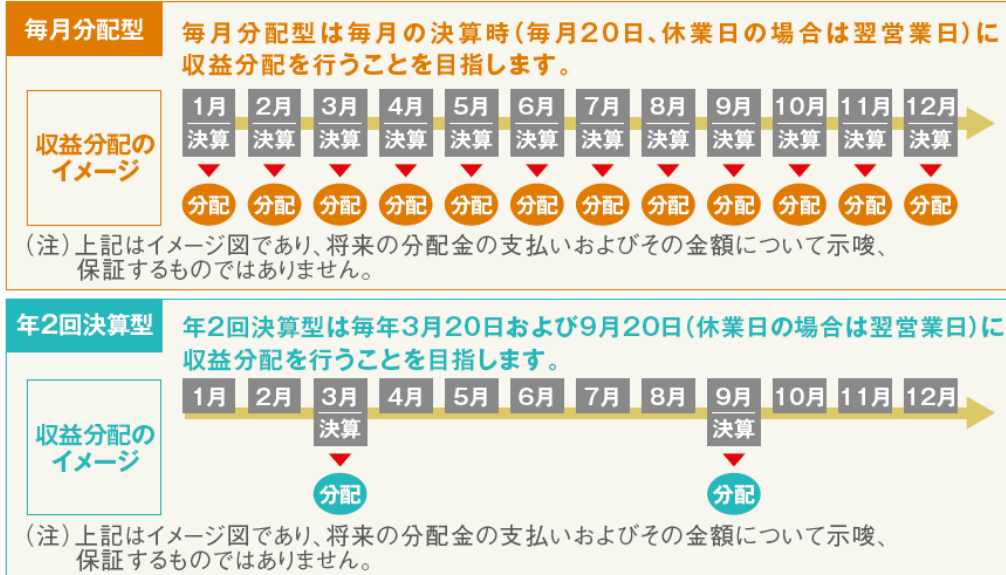 毎月分配型
毎月分配型は毎月の決算時(毎月20日、休業日の場合は翌営業日)に
収益分配を行うことを目指します。
収益分配の
イメージ
1月 2月 3月 4月 5月 6月 7月 8月 9月 10月 11月 12月
決算 決算 決算 決算 決算 決算 決算 決算 決算 決算 決算 決算
分配 分配 分配 分配 分配 分配 分配 分配 分配 分配 分配 分配
(注)上記はイメージ図であり、将来の分配金の支払いおよびその金額について示唆、
保証するものではありません。
年2回決算型
年2回決算型は毎年3月20日および9月20日(休業日の場合は翌営業日)に
収益分配を行うことを目指します。
収益分配の
イメージ
1月 2月 3月 4月 5月 6月 7月 8月 9月 10月 11月 12月
決算 決算
分配 分配
(注)上記はイメージ図であり、将来の分配金の支払いおよびその金額について示唆、
保証するものではありません。